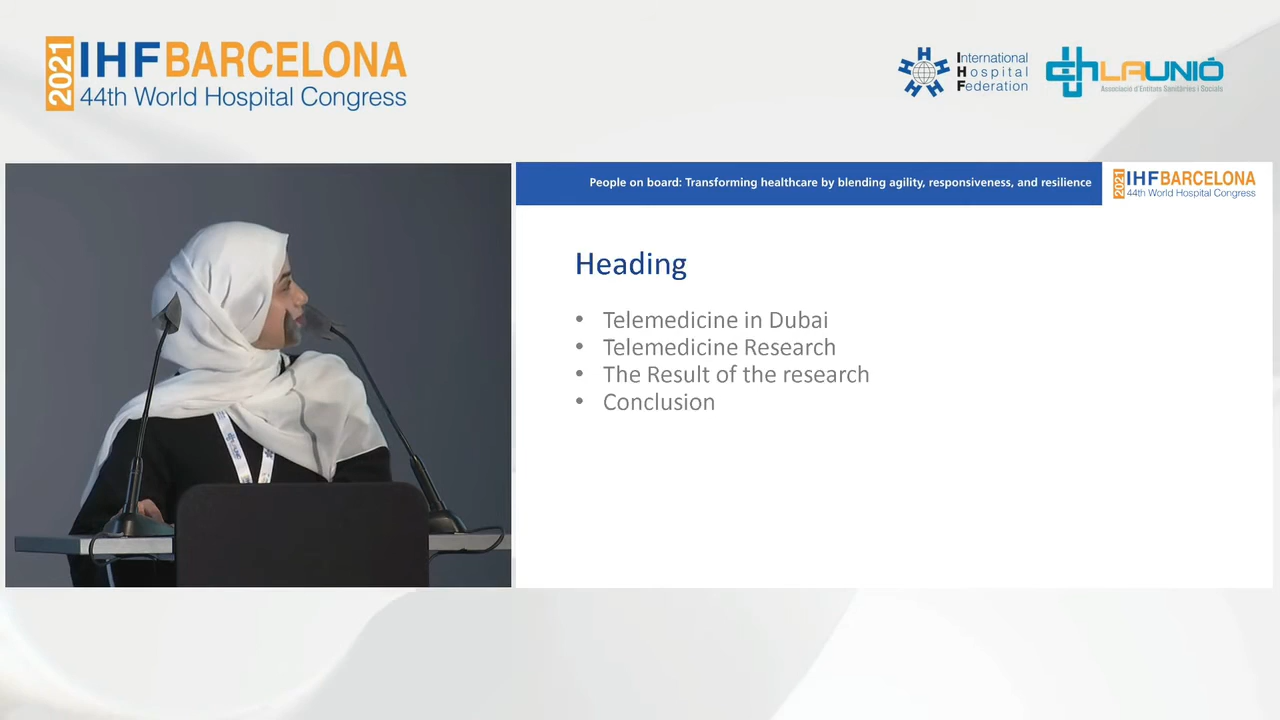 2021 IHF BARCELONA
44th World Hospital Congress
International
Hospital
Federation
LAUNIÓ
Associació d'Entitats Sanitàries i Socials
People on board: Transforming healthcare by blending agility, responsiveness, and resilience
2021 IHF BARCELONA
44th World Hospital Congress
Heading
• Telemedicine in Dubai
• Telemedicine Research
• The Result of the research
• Conclusion